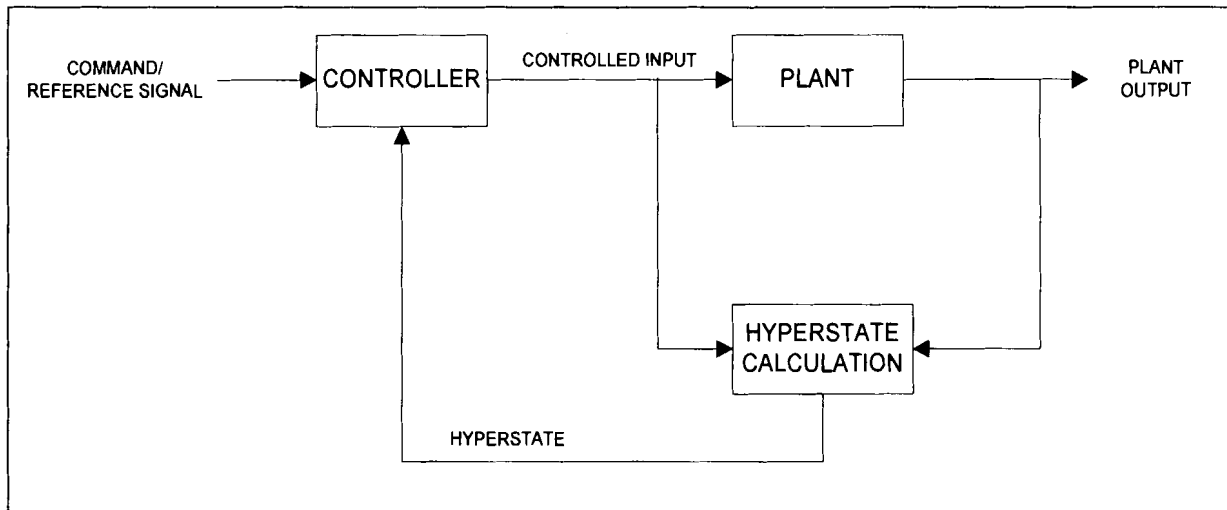 COMMAND/
REFERENCE SIGNAL
CONTROLLER
CONTROLLED INPUT
PLANT
PLANT
OUTPUT
HYPERSTATE
CALCULATION
HYPERSTATE